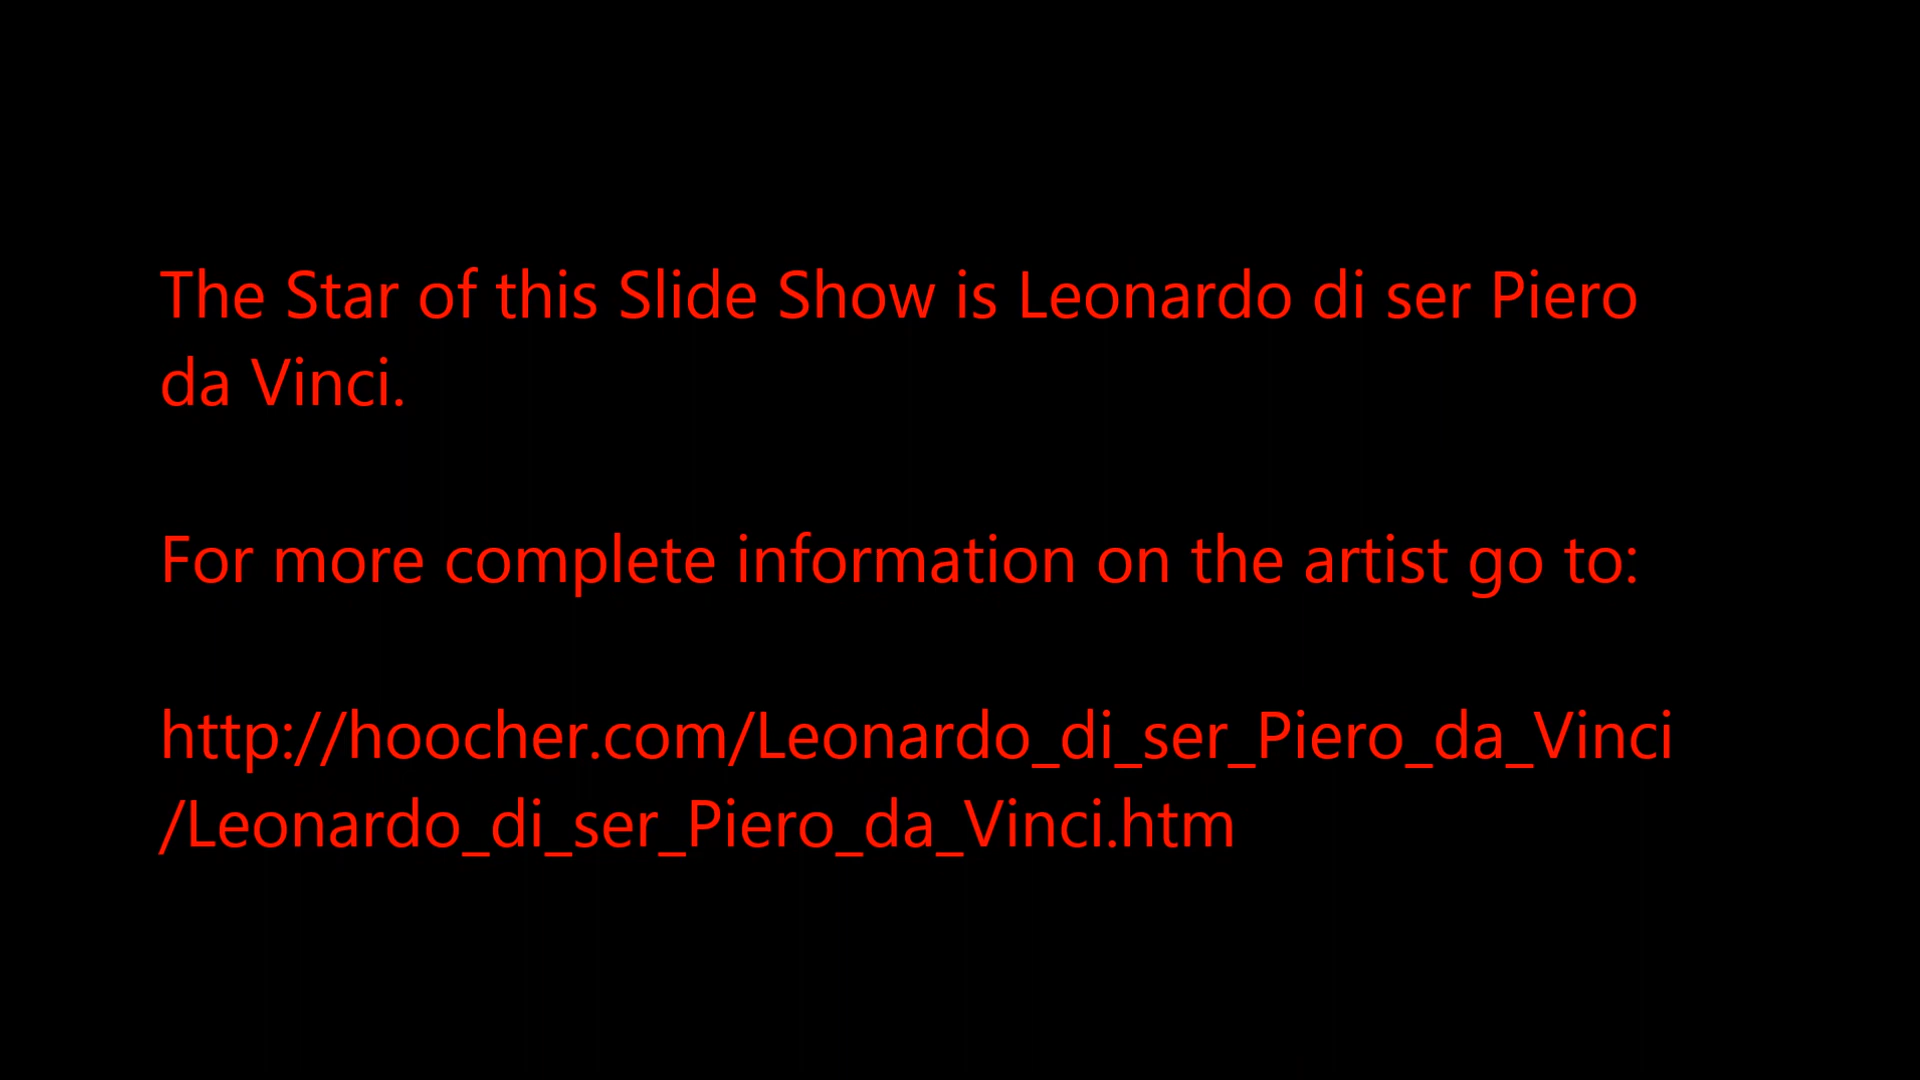 The Star of this Slide Show is Leonardo di ser Piero
da Vinci.
For more complete information on the artist go to:
http://hoocher.com/Leonardo_di_ser_Piero_da_Vinci
/Leonardo_di_ser_Piero_da_Vinci.htm